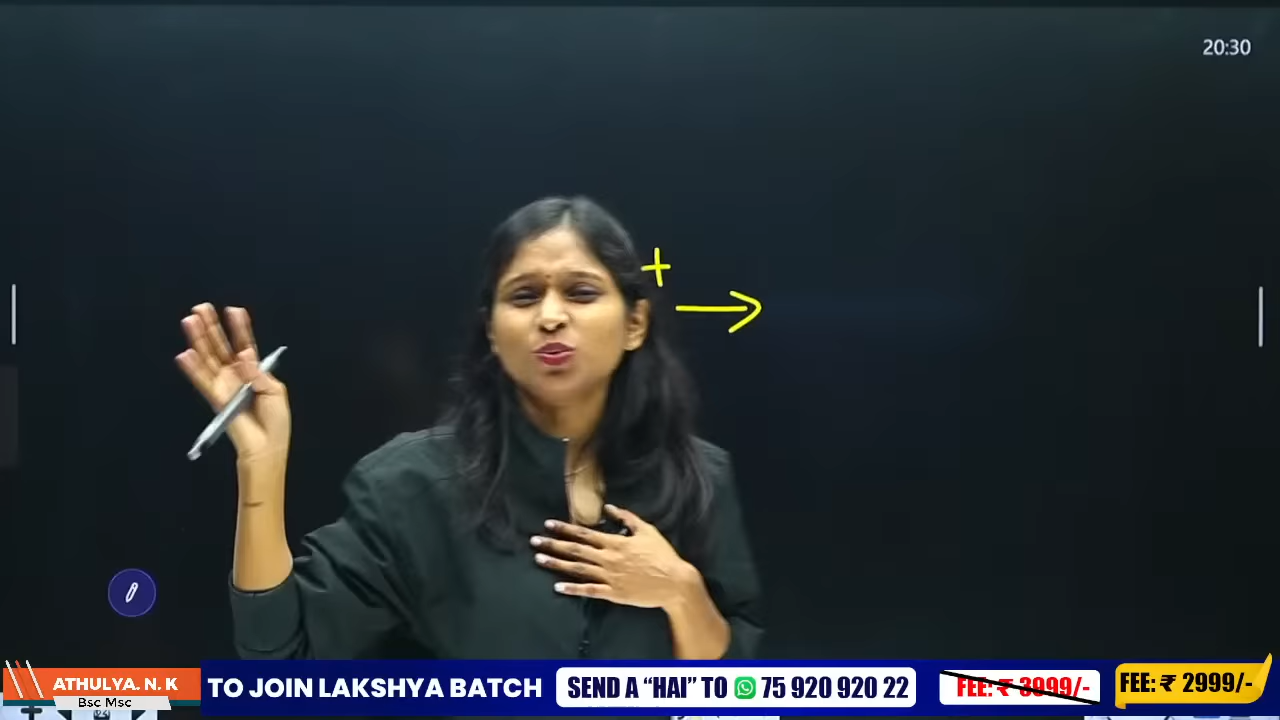 20:30
+
→
ATHULYA. N. K
Bsc Msc
TO JOIN LAKSHYA BATCH
SEND A “HAI” TO 75 920 920 22
FEE: ₹ 3999/-
FEE: ₹ 2999/-